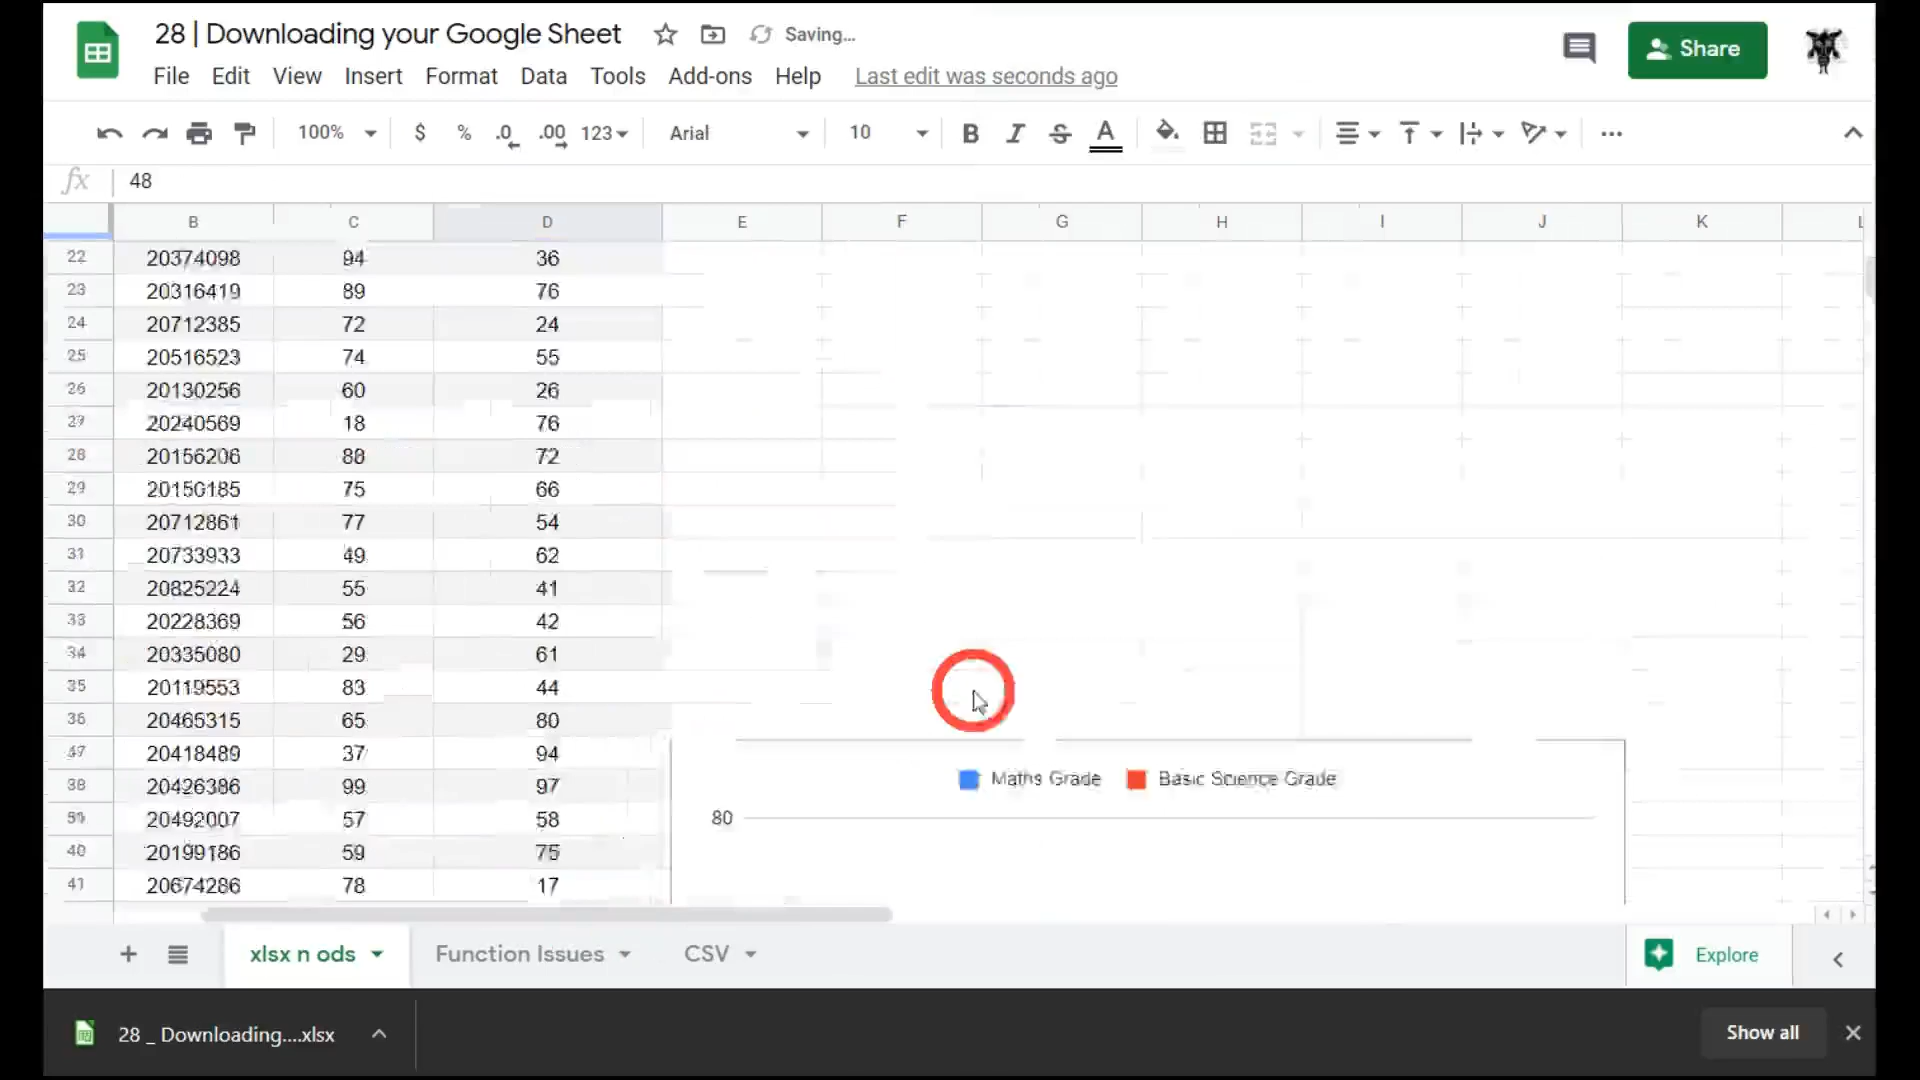 28 | Downloading your Google Sheet Saving...
File Edit View Insert Format Data Tools Add-ons Help Last edit was seconds ago
Share
100% $ % .0 .00 123 Arial 10 B I S A
fx 48
B C D E F G H I J K L
22 20374098 94 36
23 20316419 89 76
24 20712385 72 24
25 20516523 74 55
26 20130256 60 26
27 20240569 18 76
28 20156206 88 72
29 20150185 75 66
30 20712861 77 54
31 20733933 49 62
32 20825224 55 41
33 20228369 56 42
34 20335080 29 61
35 20119553 83 44
36 20465315 65 80
20418489 37 94
38 20426386 99 97
20492007 57 58
40 20199186 59 75
41 20674286 78 17
Maths Grade Basic Science Grade
80
xlsx n ods Function Issues CSV Explore
28 _ Downloading....xlsx Show all